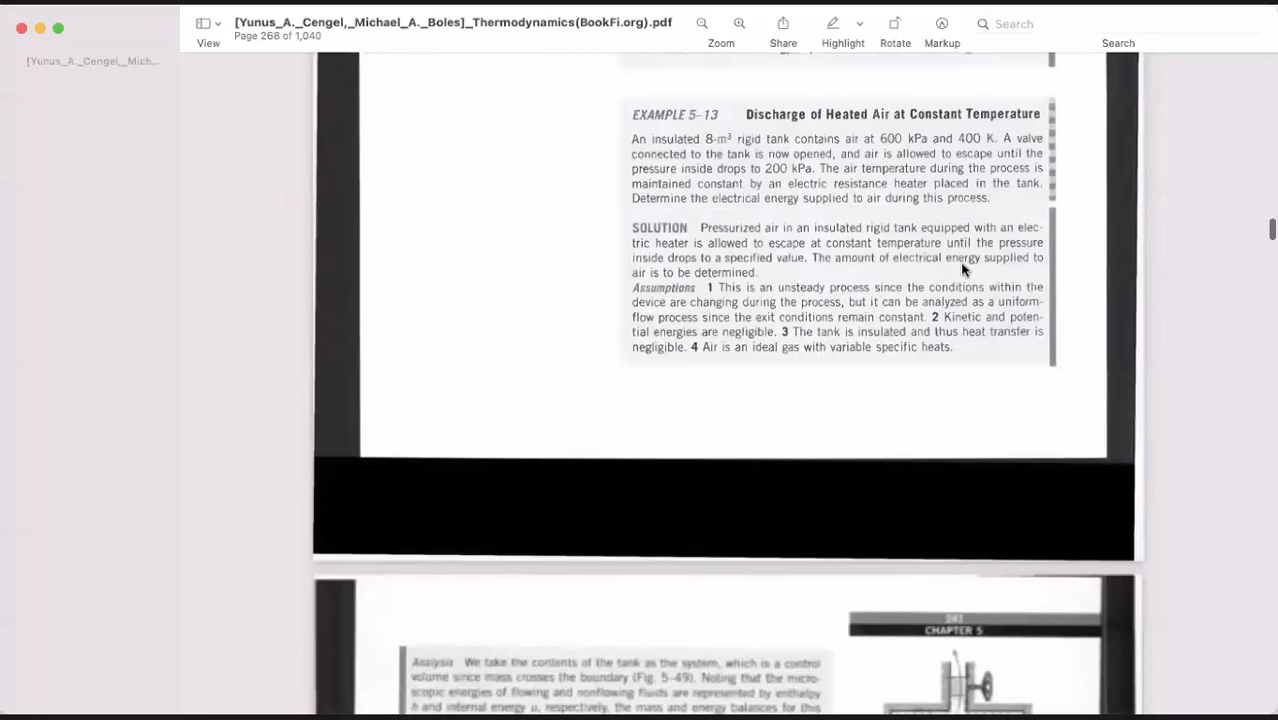 [Yunus_A._Cengel,_Michael_A._Boles]_Thermodynamics(BookFi.org).pdf
Page 268 of 1,040
Search
View
Zoom
Share
Highlight
Rotate
Markup
Search
[Yunus_A._Cengel,_Mich...
EXAMPLE 5–13 Discharge of Heated Air at Constant Temperature
An insulated 8-m³ rigid tank contains air at 600 kPa and 400 K. A valve
connected to the tank is now opened, and air is allowed to escape until the
pressure inside drops to 200 kPa. The air temperature during the process is
maintained constant by an electric resistance heater placed in the tank.
Determine the electrical energy supplied to air during this process.
SOLUTION Pressurized air in an insulated rigid tank equipped with an elec-
tric heater is allowed to escape at constant temperature until the pressure
inside drops to a specified value. The amount of electrical energy supplied to
air is to be determined.
Assumptions 1 This is an unsteady process since the conditions within the
device are changing during the process, but it can be analyzed as a uniform-
flow process since the exit conditions remain constant. 2 Kinetic and poten-
tial energies are negligible. 3 The tank is insulated and thus heat transfer is
negligible. 4 Air is an ideal gas with variable specific heats.
CHAPTER 5
Analysis We take the contents of the tank as the system, which is a control
volume since mass crosses the boundary (Fig. 5–49). Noting that the micro-
scopic energies of flowing and nonflowing fluids are represented by enthalpy
h and internal energy u, respectively, the mass and energy balances for this